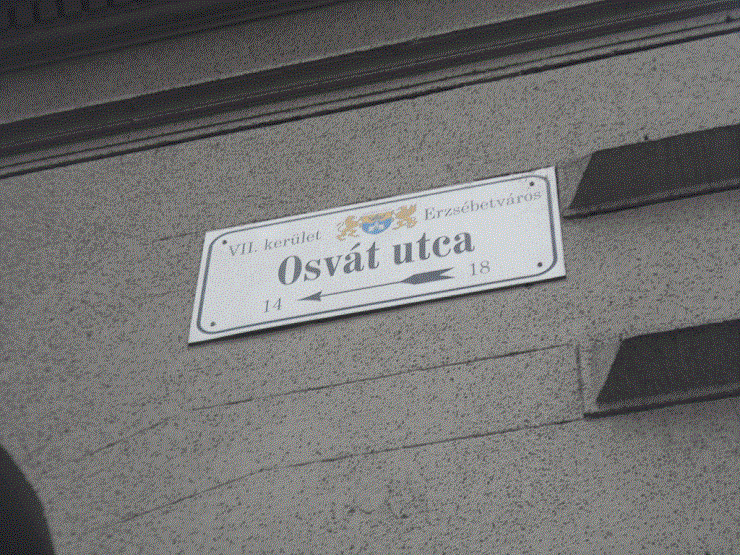 VII. kerület Erzsébetváros
Osvát utca
14 18